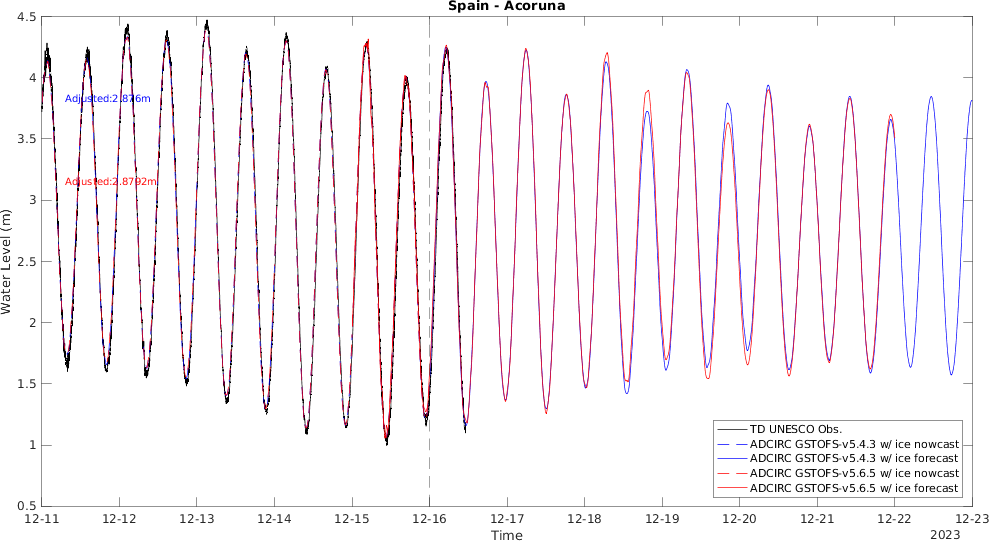 Spain - Acoruna
4.5
4
3.5
3
2.5
2
1.5
1
0.5
Water Level (m)
Adjusted:2.876m
Adjusted:2.8792m
TD UNESCO Obs.
ADCIRC GSTOFS-v5.4.3 w/ ice nowcast
ADCIRC GSTOFS-v5.4.3 w/ ice forecast
ADCIRC GSTOFS-v5.6.5 w/ ice nowcast
ADCIRC GSTOFS-v5.6.5 w/ ice forecast
12-11 12-12 12-13 12-14 12-15 12-16 12-17 12-18 12-19 12-20 12-21 12-22 12-23
Time
2023